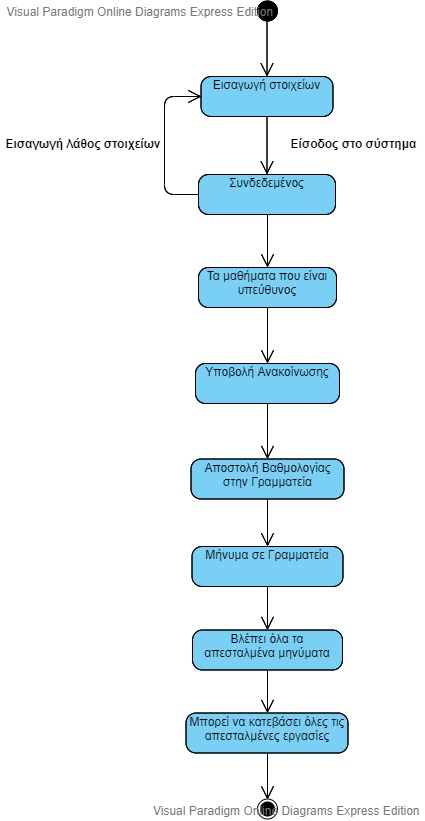 Visual Paradigm Online Diagrams Express Edition
Εισαγωγή στοιχείων
Εισαγωγή λάθος στοιχείων
Είσοδος στο σύστημα
Συνδεδεμένος
Τα μαθήματα που είναι
υπεύθυνος
Υποβολή Ανακοίνωσης
Αποστολή Βαθμολογίας
στην Γραμματεία
Μήνυμα σε Γραμματεία
Βλέπει όλα τα
απεσταλμένα μηνύματα
Μπορεί να κατεβάσει όλες τις
απεσταλμένες εργασίες
Visual Paradigm Online Diagrams Express Edition